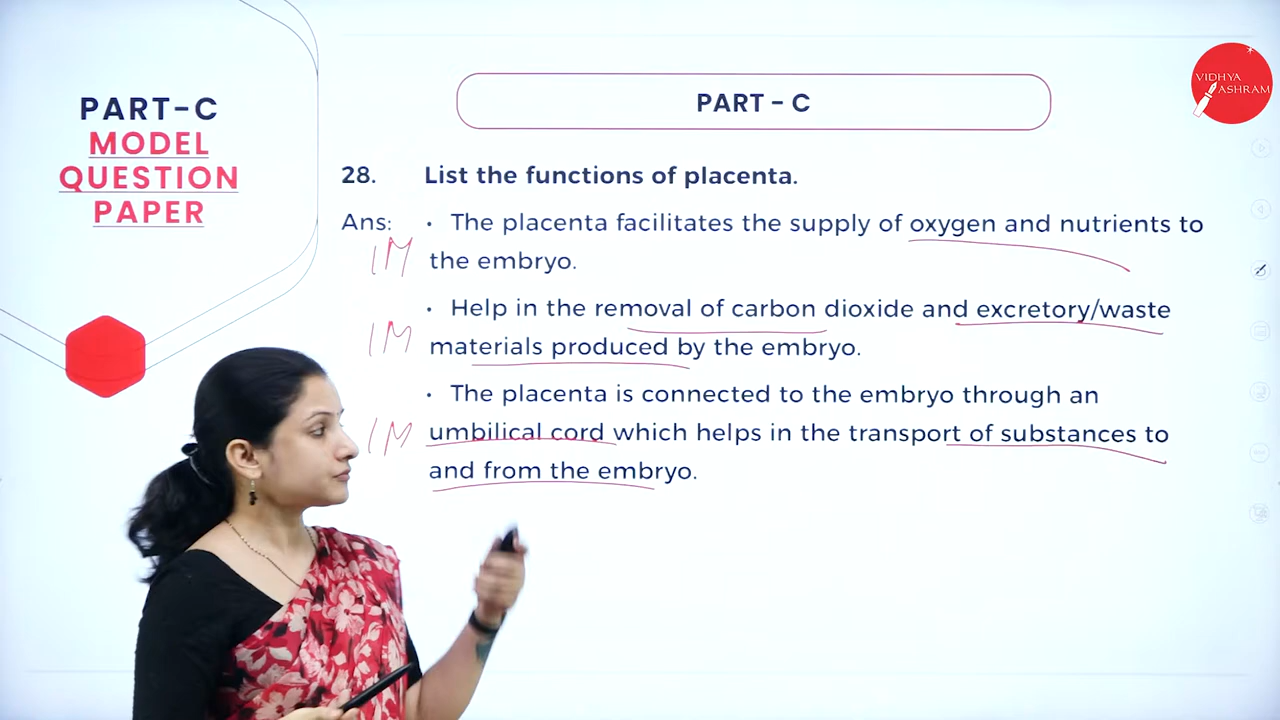 PART-C
MODEL
QUESTION
PAPER
PART - C
VIDHYA
ASHRAM
28. List the functions of placenta.
Ans: • The placenta facilitates the supply of oxygen and nutrients to
1M the embryo.
• Help in the removal of carbon dioxide and excretory/waste
1M materials produced by the embryo.
• The placenta is connected to the embryo through an
1M umbilical cord which helps in the transport of substances to
and from the embryo.